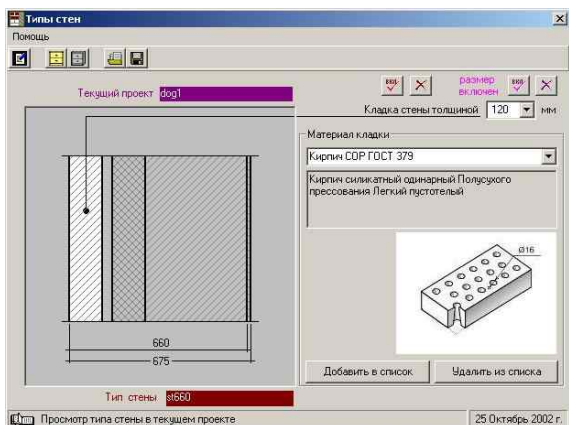 Типы стен
Помощь
вкл.
размер включен
вкл.
Текущий проект dog1
Кладка стены толщиной 120 мм
Материал кладки
Кирпич СОР ГОСТ 379
Кирпич силикатный одинарный Полусухого
прессования Легкий пустотелый
Ø16
660
675
Добавить в список Удалить из списка
Тип стены st660
Просмотр типа стены в текущем проекте 25 Октябрь 2002 г.